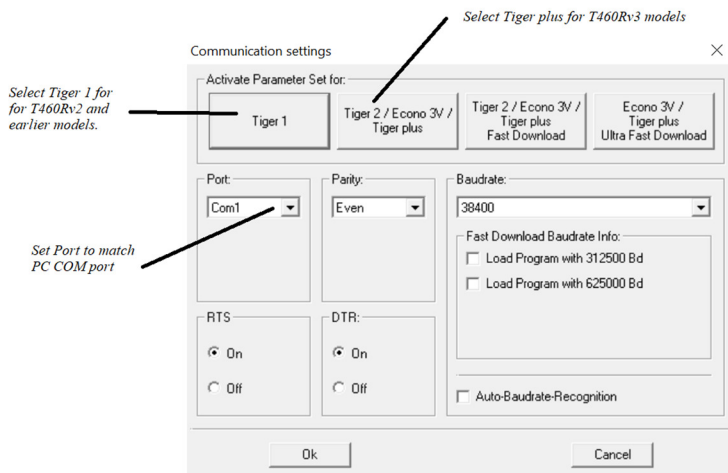 Select Tiger plus for T460Rv3 models
Communication settings
Select Tiger 1 for
for T460Rv2 and
earlier models.
Activate Parameter Set for:
Tiger 1
Tiger 2 / Econo 3V /
Tiger plus
Tiger 2 / Econo 3V /
Tiger plus
Fast Download
Econo 3V /
Tiger plus
Ultra Fast Download
Port:
Com1
Parity:
Even
Baudrate:
38400
Set Port to match
PC COM port
Fast Download Baudrate Info:
Load Program with 312500 Bd
Load Program with 625000 Bd
RTS
On
Off
DTR:
On
Off
Auto-Baudrate-Recognition
Ok
Cancel